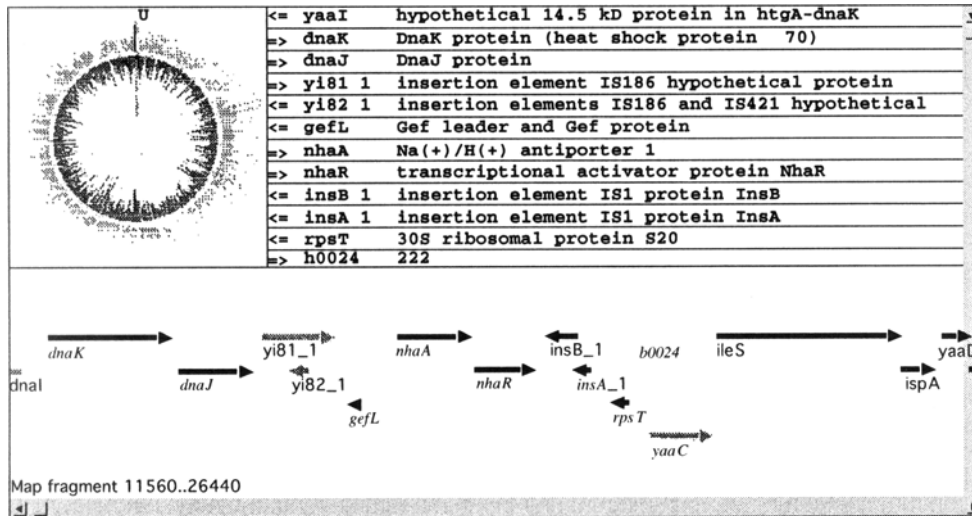 U
<= yaaI hypothetical 14.5 kD protein in htgA-dnaK
=> dnaK DnaK protein (heat shock protein 70)
=> dnaJ DnaJ protein
=> yi81 1 insertion element IS186 hypothetical protein
<= yi82 1 insertion elements IS186 and IS421 hypothetical
<= gefL Gef leader and Gef protein
=> nhaA Na(+)/H(+) antiporter 1
=> nhaR transcriptional activator protein NhaR
<= insB 1 insertion element IS1 protein InsB
<= insA 1 insertion element IS1 protein InsA
<= rpsT 30S ribosomal protein S20
=> h0024 222
dnaK yi81_1 nhaA insB_1 b0024 ileS yaaD
dnaI dnaJ yi82_1 nhaR insA_1 ispA
gefL rpsT
yaaC
Map fragment 11560..26440